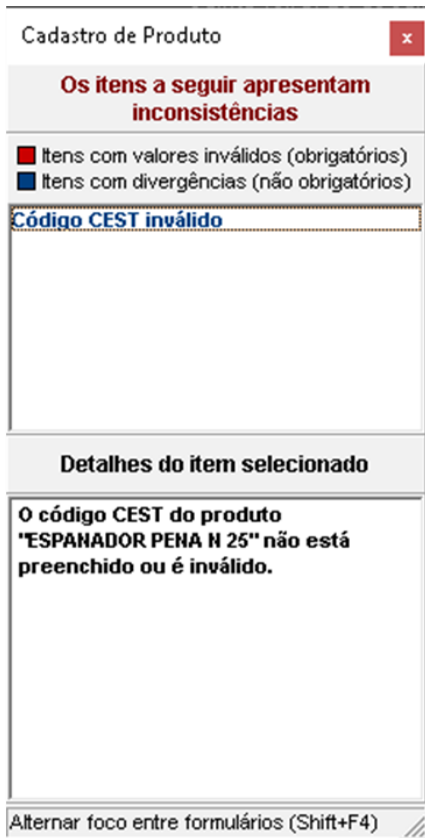 Cadastro de Produto
x
Os itens a seguir apresentam
inconsistências
Itens com valores inválidos (obrigatórios)
Itens com divergências (não obrigatórios)
Código CEST inválido
Detalhes do item selecionado
O código CEST do produto
"ESPANADOR PENA N 25" não está
preenchido ou é inválido.
Alternar foco entre formulários (Shift+F4)